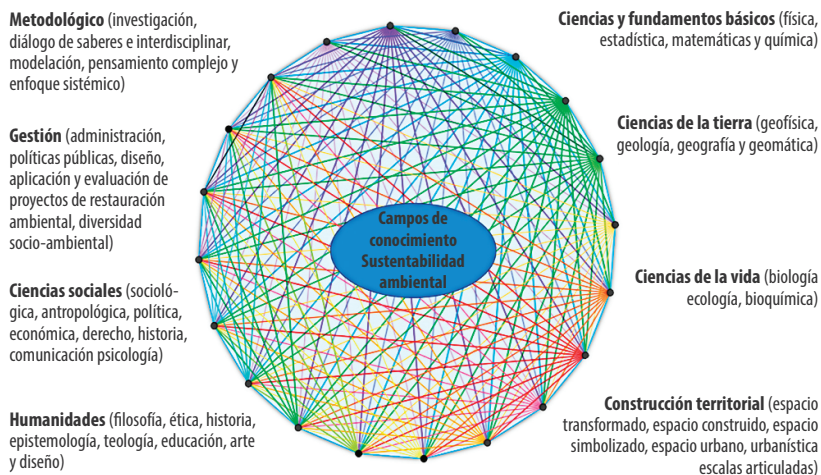 Metodológico (investigación,
diálogo de saberes e interdisciplinar,
modelación, pensamiento complejo y
enfoque sistémico)
Gestión (administración,
políticas públicas, diseño,
aplicación y evaluación de
proyectos de restauración
ambiental, diversidad
socio-ambiental)
Ciencias sociales (socioló-
gica, antropológica, política,
económica, derecho, historia,
comunicación psicología)
Humanidades (filosofía, ética, historia,
epistemología, teología, educación, arte
y diseño)
Campos de
conocimiento
Sustentabilidad
ambiental
Ciencias y fundamentos básicos (física,
estadística, matemáticas y química)
Ciencias de la tierra (geofísica,
geología, geografía y geomática)
Ciencias de la vida (biología
ecología, bioquímica)
Construcción territorial (espacio
transformado, espacio construido, espacio
simbolizado, espacio urbano, urbanística
escalas articuladas)